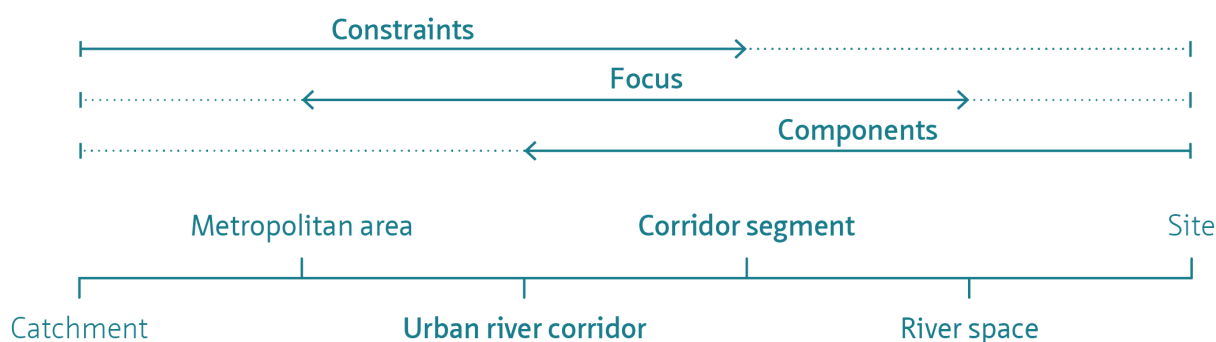 Constraints
Focus
Components
Metropolitan area
Corridor segment
Site
Catchment
Urban river corridor
River space